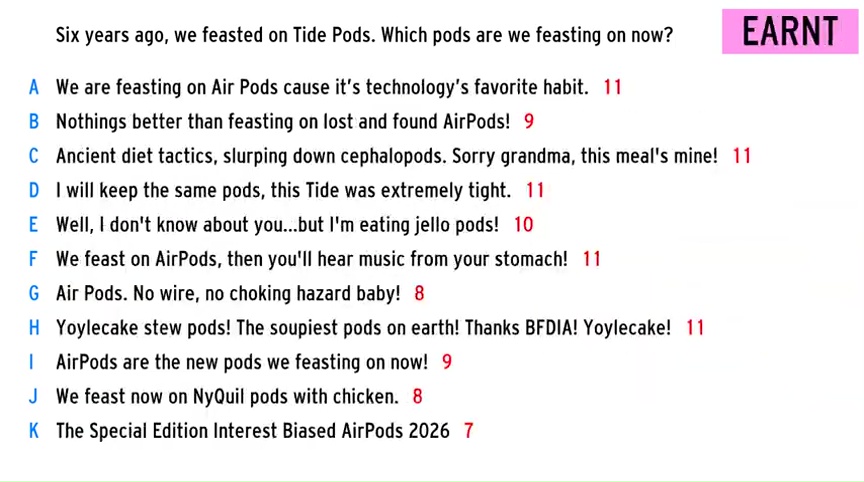 Six years ago, we feasted on Tide Pods. Which pods are we feasting on now?
EARNT
A We are feasting on Air Pods cause it's technology's favorite habit. 11
B Nothings better than feasting on lost and found AirPods! 9
C Ancient diet tactics, slurping down cephalopods. Sorry grandma, this meal's mine! 11
D I will keep the same pods, this Tide was extremely tight. 11
E Well, I don't know about you...but I'm eating jello pods! 10
F We feast on AirPods, then you'll hear music from your stomach! 11
G Air Pods. No wire, no choking hazard baby! 8
H Yoylecake stew pods! The soupiest pods on earth! Thanks BFDIA! Yoylecake! 11
I AirPods are the new pods we feasting on now! 9
J We feast now on NyQuil pods with chicken. 8
K The Special Edition Interest Biased AirPods 2026 7